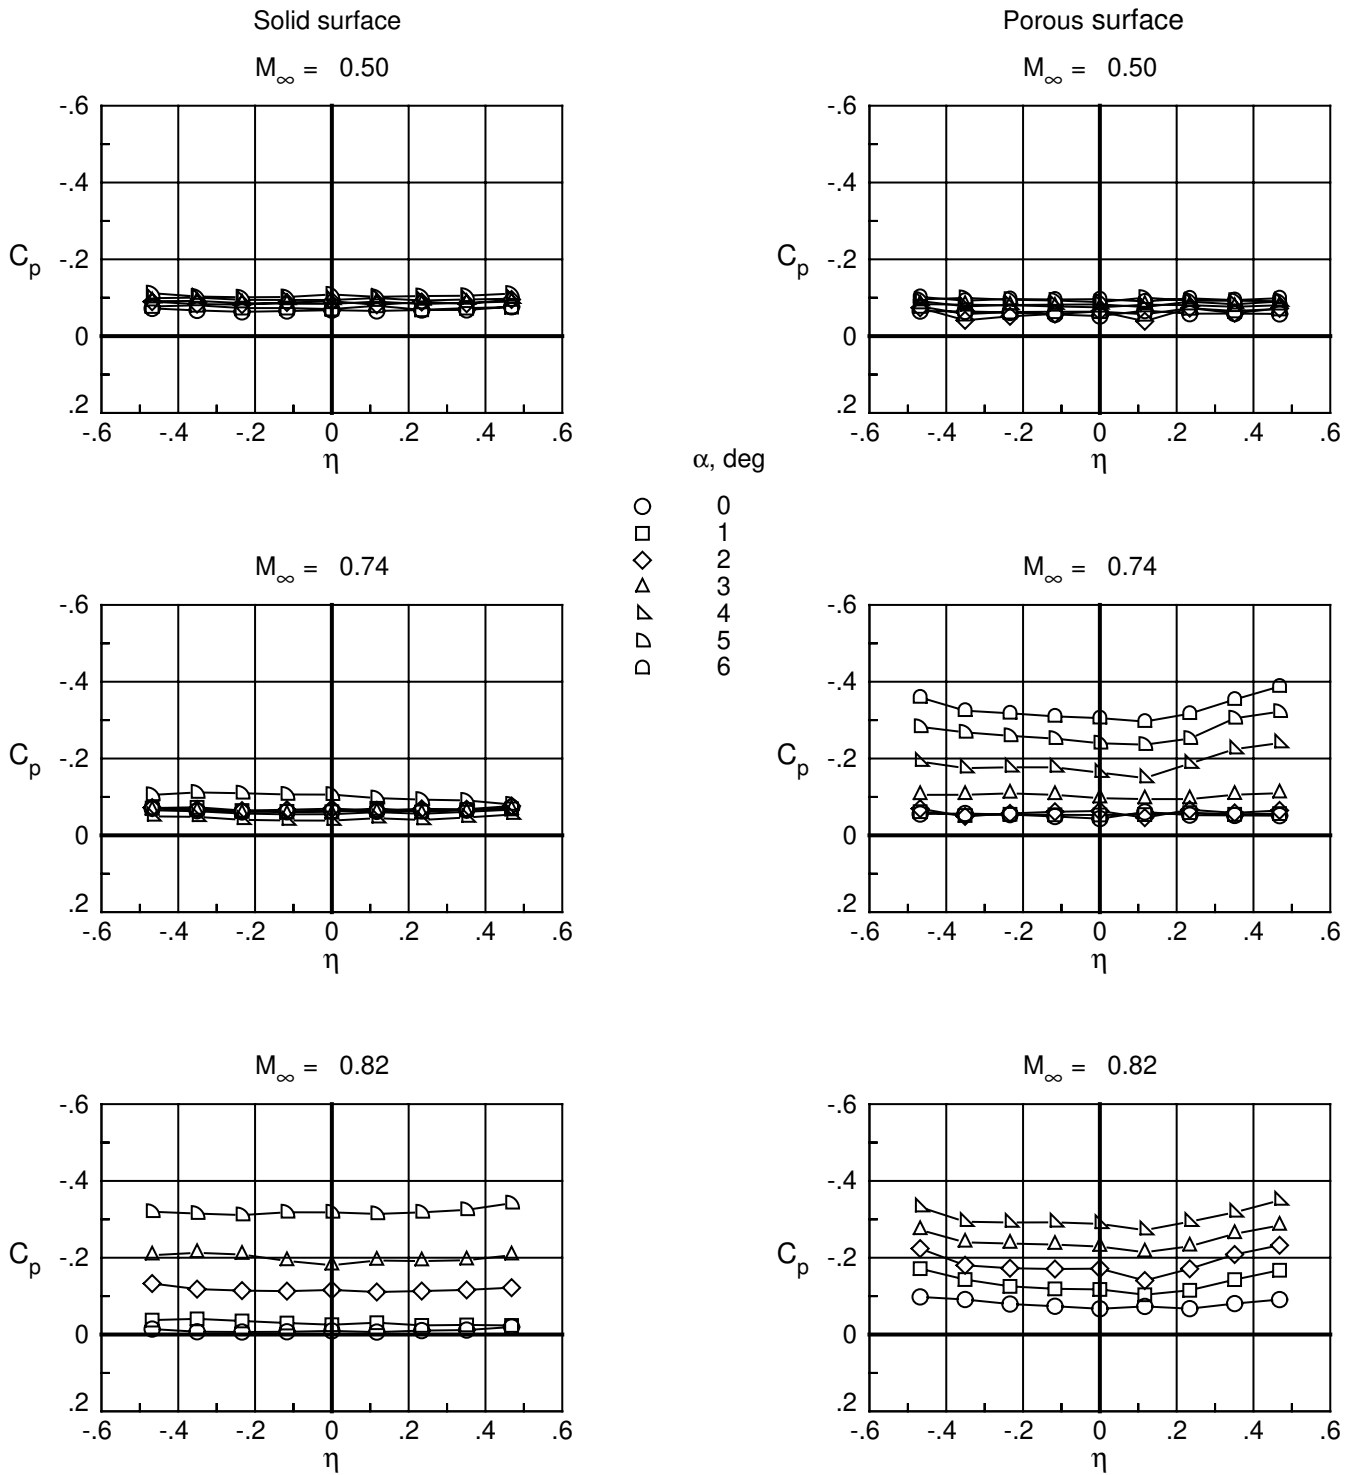 Solid surface
Porous surface
M∞ = 0.50
M∞ = 0.50
-.6
-.4
-.2
0
.2
Cp
-.6 -.4 -.2 0 .2 .4 .6
η
-.6
-.4
-.2
0
.2
Cp
-.6 -.4 -.2 0 .2 .4 .6
η
α, deg
0
1
2
3
4
5
6
M∞ = 0.74
M∞ = 0.74
-.6
-.4
-.2
0
.2
Cp
-.6 -.4 -.2 0 .2 .4 .6
η
-.6
-.4
-.2
0
.2
Cp
-.6 -.4 -.2 0 .2 .4 .6
η
M∞ = 0.82
M∞ = 0.82
-.6
-.4
-.2
0
.2
Cp
-.6 -.4 -.2 0 .2 .4 .6
η
-.6
-.4
-.2
0
.2
Cp
-.6 -.4 -.2 0 .2 .4 .6
η